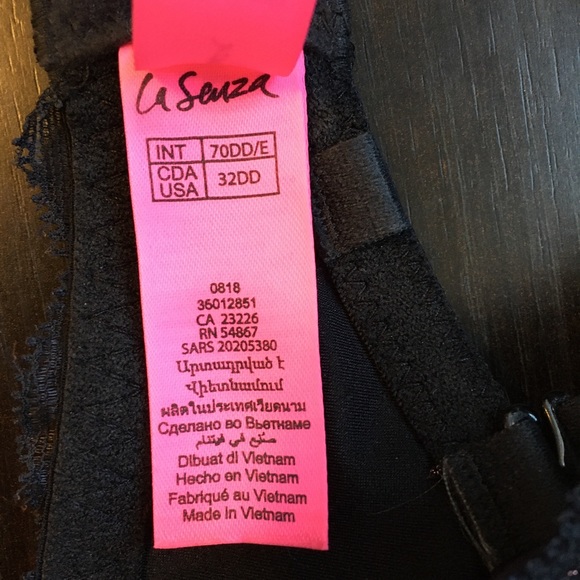 La Senza
INT 70DD/E
CDA USA 32DD
0818
36012851
CA 23226
RN 54867
SARS 20205380
Արտադրված է
Վիետնամում
ผลิตในประเทศเวียดนาม
Сделано во Вьетнаме
صنع في فيتنام
Dibuat di Vietnam
Hecho en Vietnam
Fabriqué au Vietnam
Made in Vietnam